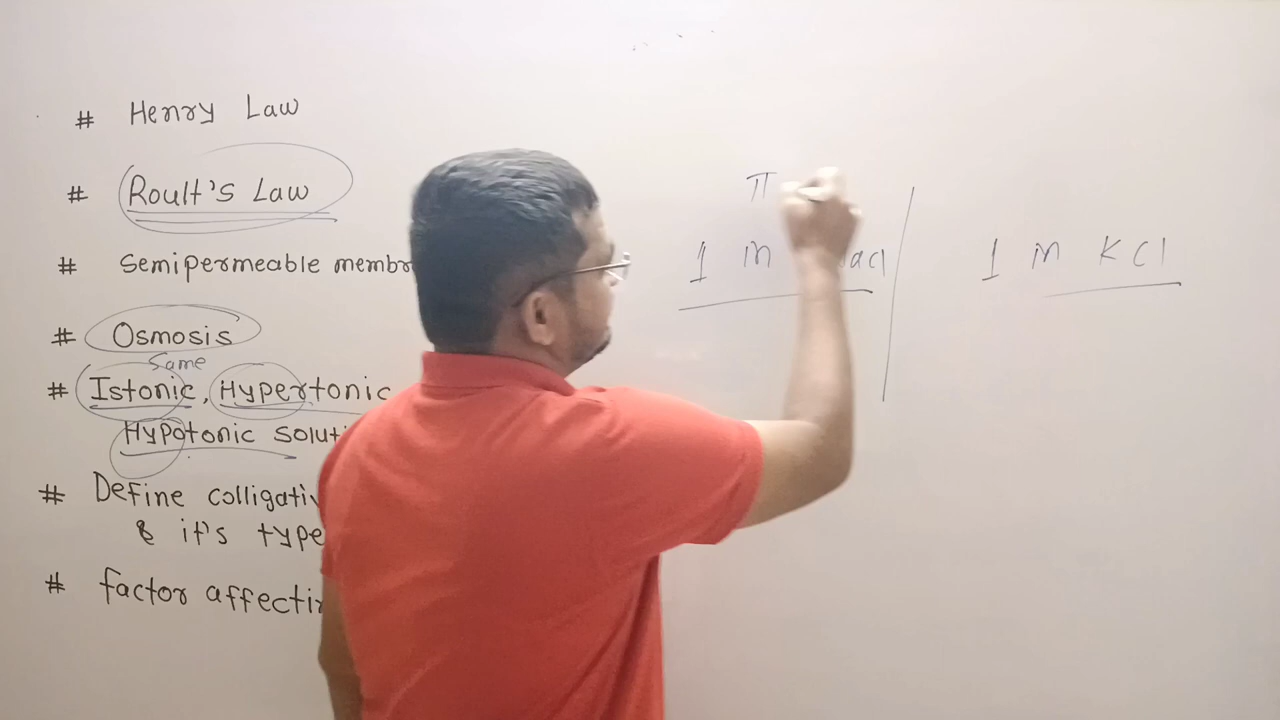 # Henry Law
# Roult's Law
# Semipermeable membr
# Osmosis
Same
# Istonic, Hypertonic
Hypotonic soluti
# Define colligativ
& it's type
# factor affectin
π
1 M aCl
1 M KCl